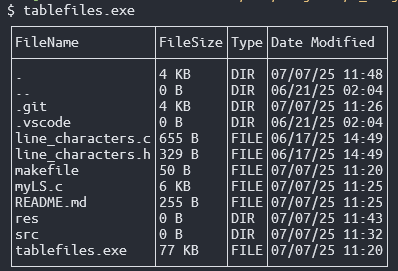 $ tablefiles.exe
FileName FileSize Type Date Modified
. 4 KB DIR 07/07/25 11:48
.. 0 B DIR 06/21/25 02:04
.git 4 KB DIR 07/07/25 11:26
.vscode 0 B DIR 06/21/25 02:04
line_characters.c 655 B FILE 06/17/25 14:49
line_characters.h 329 B FILE 06/17/25 14:49
makefile 50 B FILE 07/07/25 11:20
myLS.c 6 KB FILE 07/07/25 11:25
README.md 255 B FILE 07/07/25 11:25
res 0 B DIR 07/07/25 11:43
src 0 B DIR 07/07/25 11:32
tablefiles.exe 77 KB FILE 07/07/25 11:20